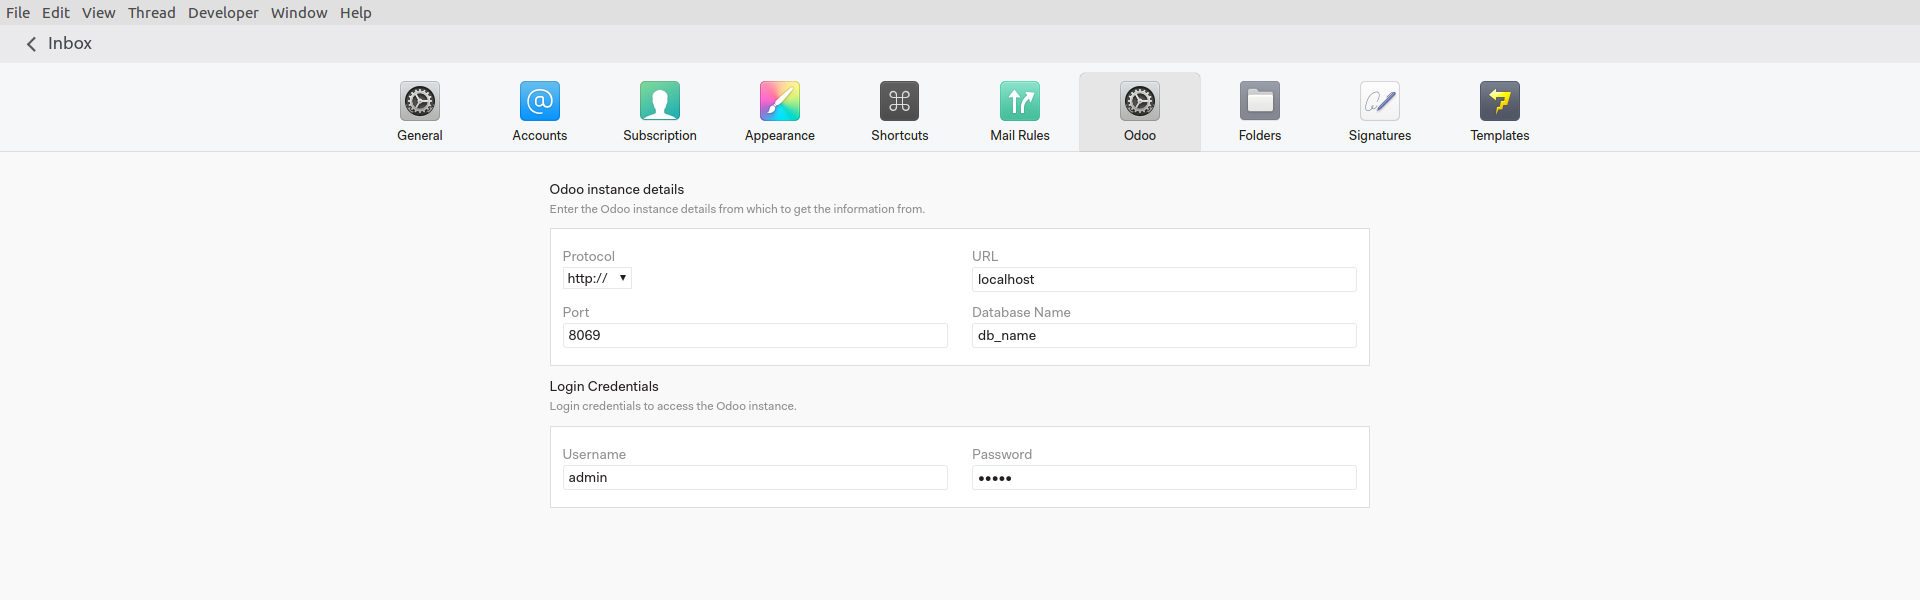 File Edit View Thread Developer Window Help
Inbox
General Accounts Subscription Appearance Shortcuts Mail Rules Odoo Folders Signatures Templates
Odoo instance details
Enter the Odoo instance details from which to get the information from.
Protocol URL
http:// localhost
Port Database Name
8069 db_name
Login Credentials
Login credentials to access the Odoo instance.
Username Password
admin •••••